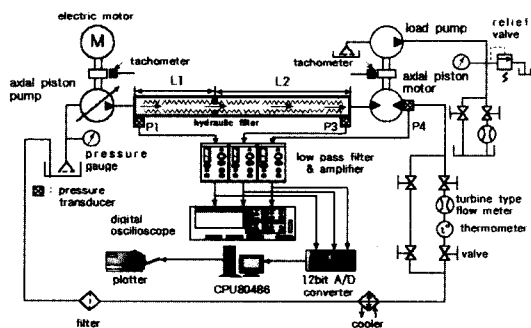 electric motor
M
tachometer
axial piston
pump
L1
L2
hydraulic filter
P1
P3
P4
tachometer
load pump
axial piston
motor
relief
valve
pressure
gauge
: pressure
transducer
low pass filter
& amplifier
digital
oscilioscope
plotter
CPU80486
12bit A/D
converter
turbine type
flow meter
thermometer
valve
filter
cooler